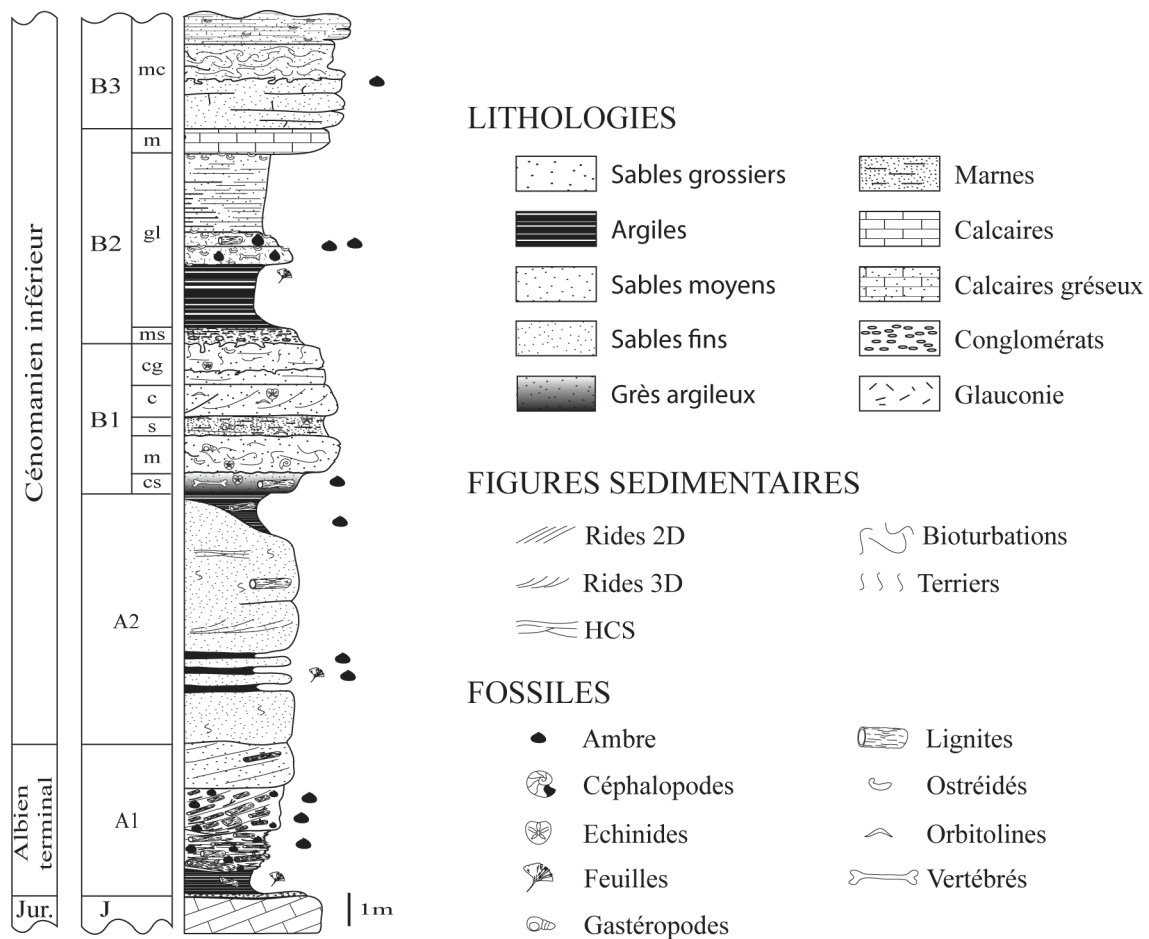 Cénomanien inférieur
Albien terminal
Jur.
B3
mc
B2
m
gl
ms
B1
cg
c
s
m
cs
A2
A1
J
1m
LITHOLOGIES
Sables grossiers
Argiles
Sables moyens
Sables fins
Grès argileux
Marnes
Calcaires
Calcaires gréseux
Conglomérats
Glauconie
FIGURES SEDIMENTAIRES
Rides 2D
Rides 3D
HCS
Bioturbations
Terriers
FOSSILES
Ambre
Céphalopodes
Echinides
Feuilles
Gastéropodes
Lignites
Ostréidés
Orbitolines
Vertébrés